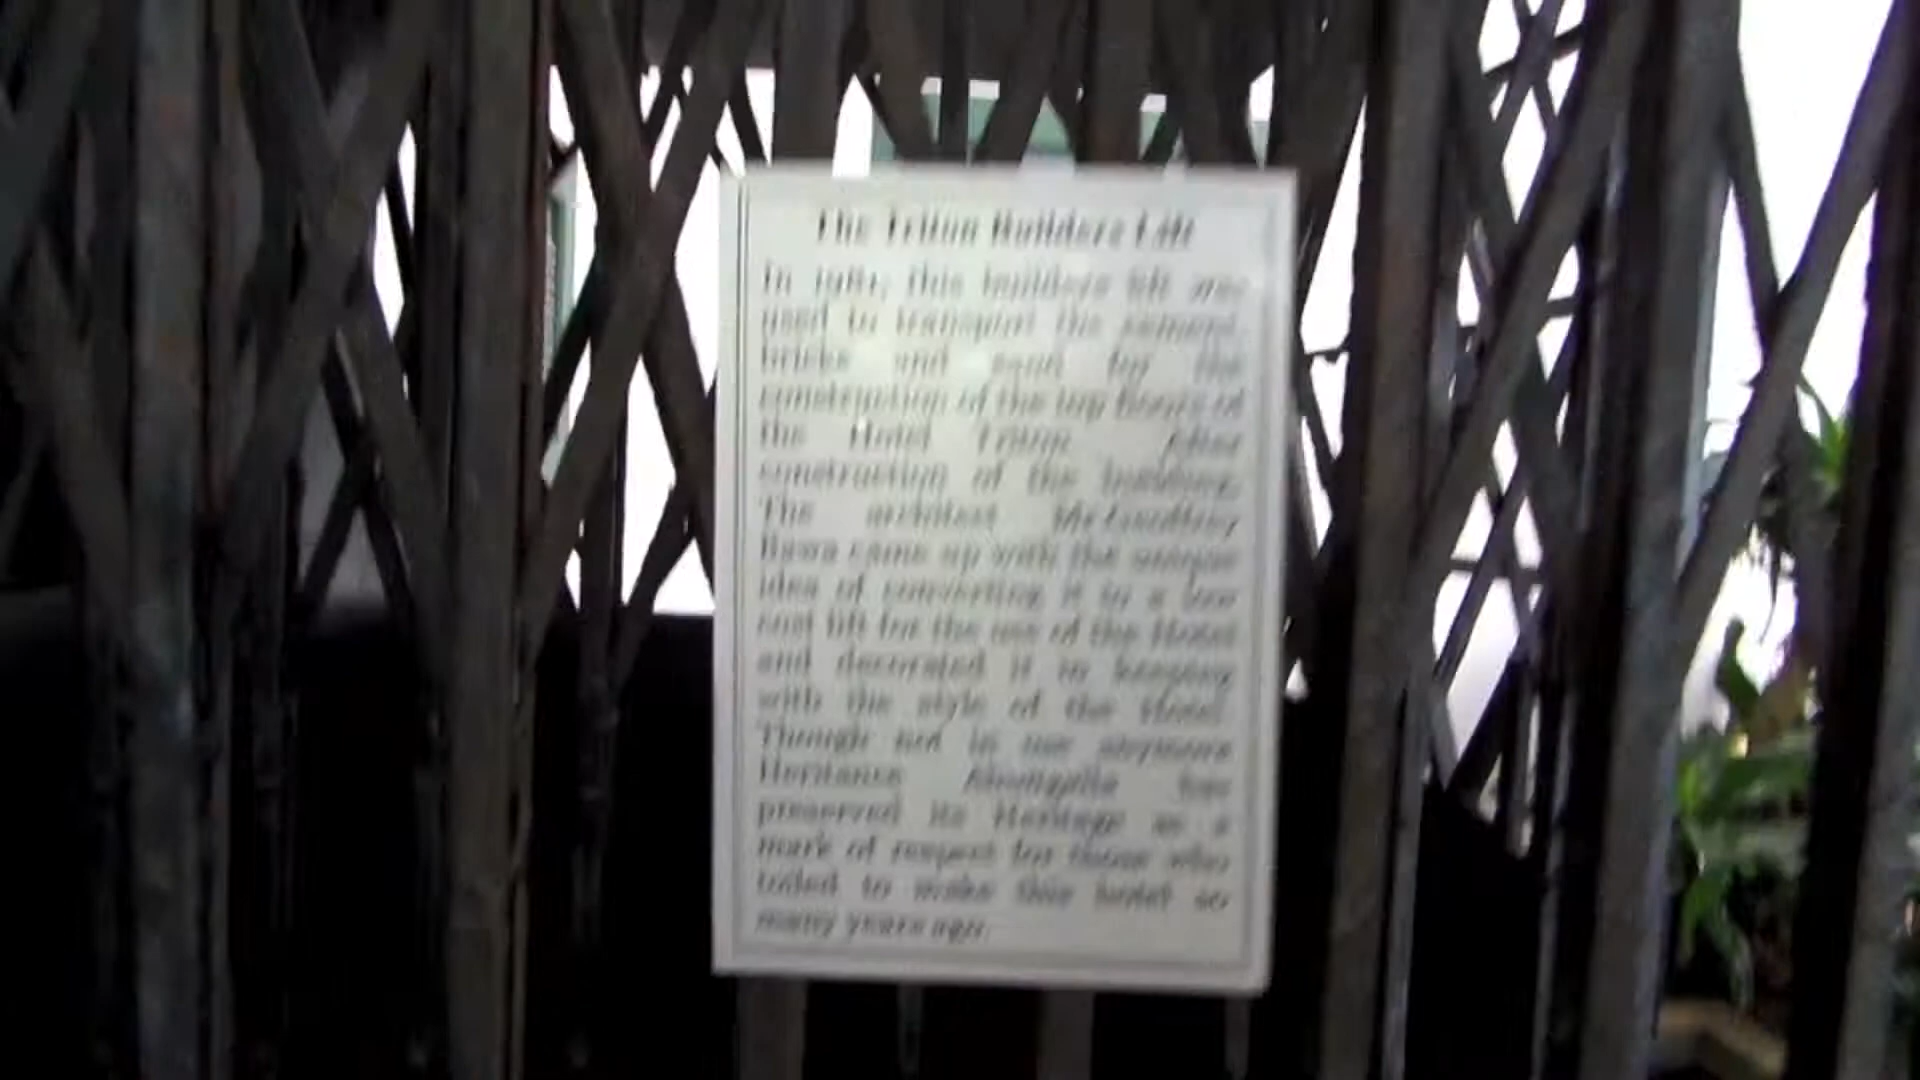 The Triton Builders Lift
In 1981, this builders lift was
used to transport the cement,
bricks and sand for the
construction of the top floors of
the Hotel Triton. After
construction of the building,
The architect Mr.Geoffrey
Bawa came up with the unique
idea of converting it to a low
cost lift for the use of the Hotel
and decorated it in keeping
with the style of the Hotel.
Though not in use anymore
Heritance Ahungalla has
preserved its Heritage as a
mark of respect for those who
toiled to make this hotel so
many years ago.